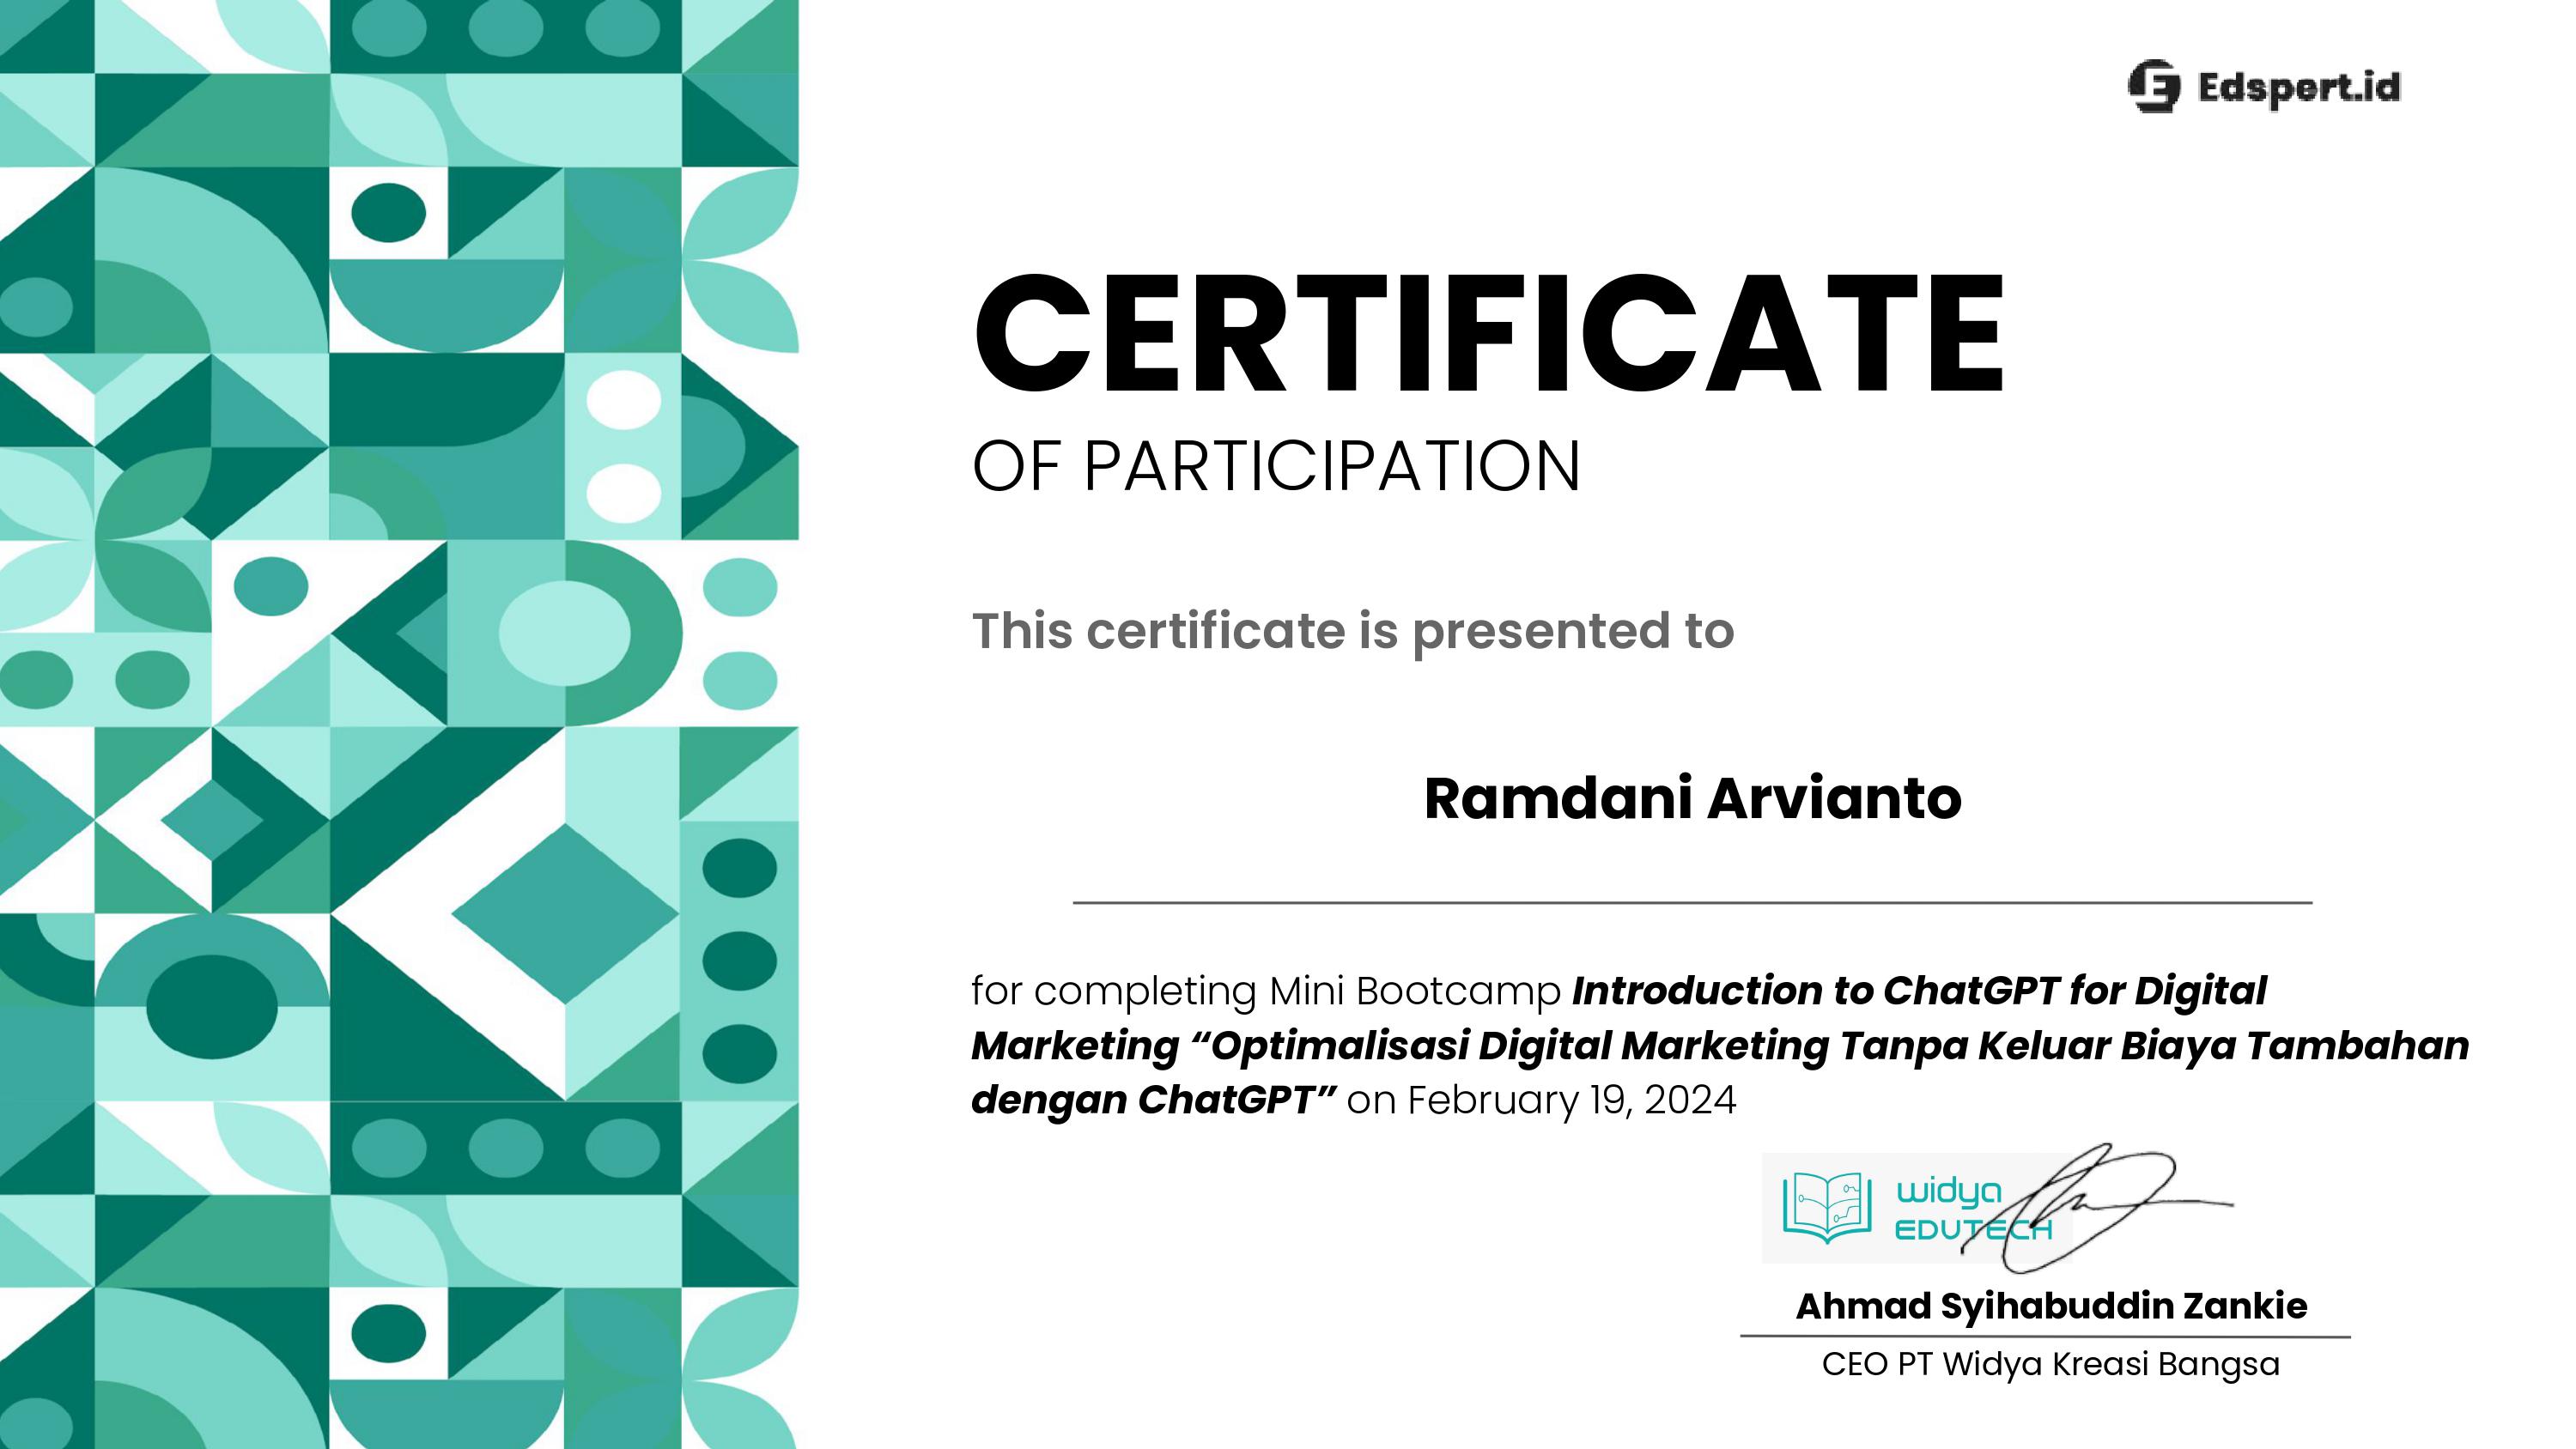 Edspert.id
CERTIFICATE
OF PARTICIPATION
This certificate is presented to
Ramdani Arvianto
for completing Mini Bootcamp Introduction to ChatGPT for Digital
Marketing “Optimalisasi Digital Marketing Tanpa Keluar Biaya Tambahan
dengan ChatGPT” on February 19, 2024
widya
EDUTECH
Ahmad Syihabuddin Zankie
CEO PT Widya Kreasi Bangsa